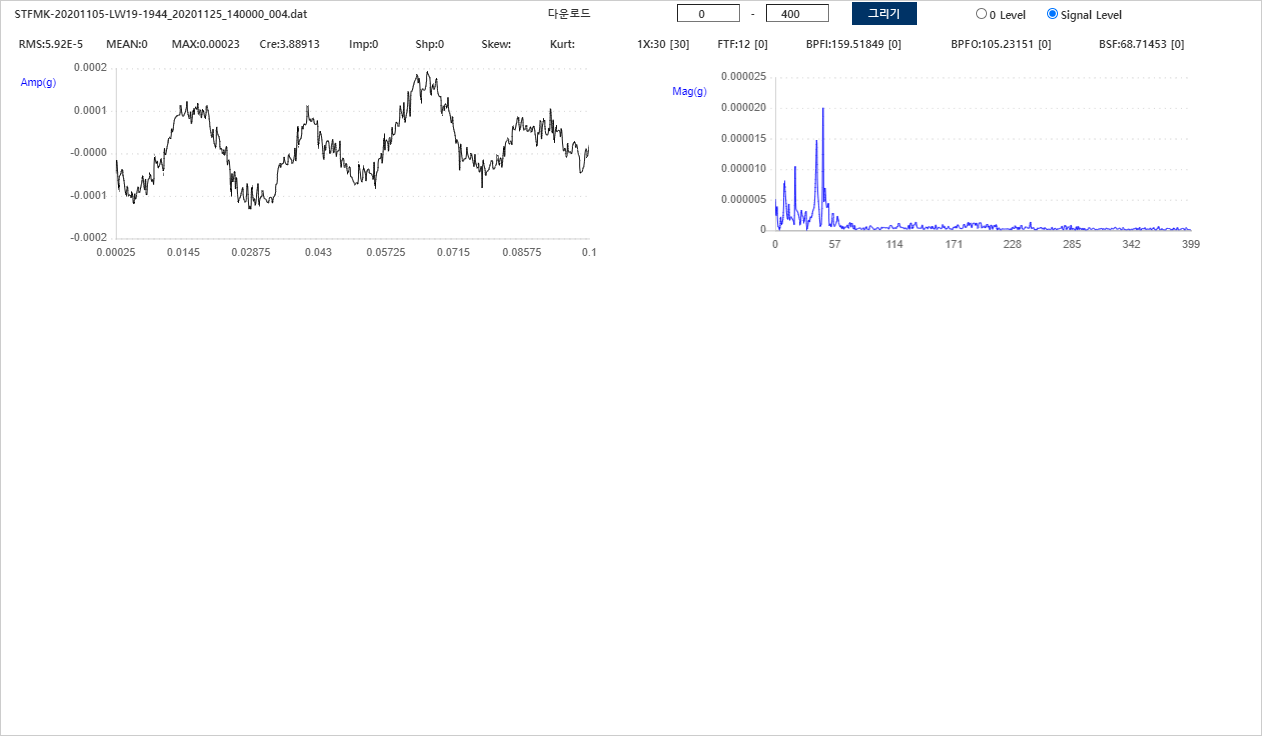 STFMK-20201105-LW19-1944_20201125_140000_004.dat 다운로드 0 - 400 그리기 0 Level Signal Level
RMS:5.92E-5 MEAN:0 MAX:0.00023 Cre:3.88913 Imp:0 Shp:0 Skew: Kurt: 1X:30 [30] FTF:12 [0] BPFI:159.51849 [0] BPFO:105.23151 [0] BSF:68.71453 [0]
Amp(g)
0.0002
0.0001
-0.0000
-0.0001
-0.0002
0.00025 0.0145 0.02875 0.043 0.05725 0.0715 0.08575 0.1
Mag(g)
0.000025
0.000020
0.000015
0.000010
0.000005
0
0 57 114 171 228 285 342 399